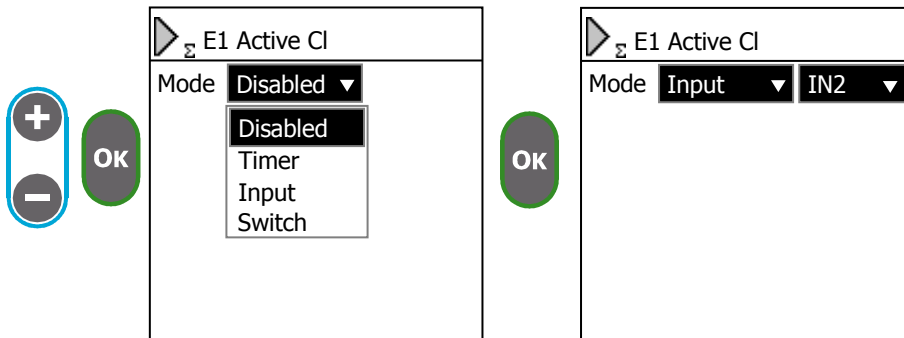 Σ E1 Active Cl
Mode Disabled ▼
Disabled
Timer
Input
Switch
+
−
OK
OK
Σ E1 Active Cl
Mode Input ▼ IN2 ▼